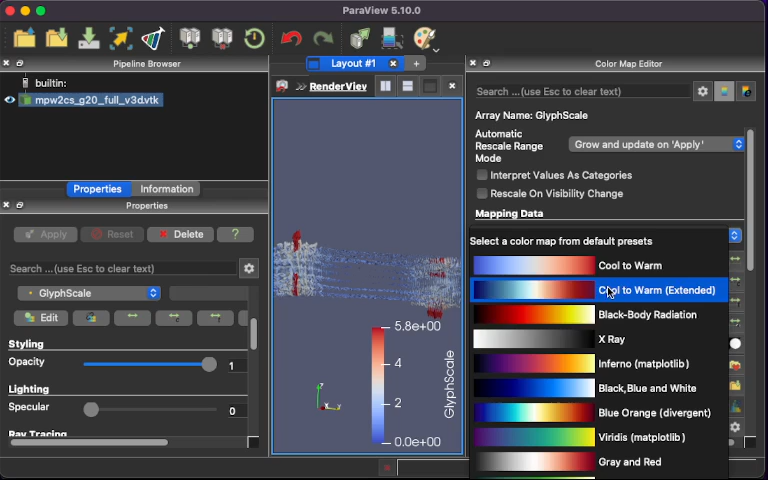 ParaView 5.10.0
Pipeline Browser
builtin:
mpw2cs_g20_full_v3d.vtk
Properties
Information
Properties
Apply
Reset
Delete
?
Search ...(use Esc to clear text)
GlyphScale
Edit
Styling
Opacity
1
Lighting
Specular
0
Ray Tracing
Layout #1
+
RenderView
5.8e+00
4
2
0.0e+00
GlyphScale
Color Map Editor
Search ...(use Esc to clear text)
Array Name: GlyphScale
Automatic
Rescale Range
Mode
Grow and update on 'Apply'
Interpret Values As Categories
Rescale On Visibility Change
Mapping Data
Select a color map from default presets
Cool to Warm
Cool to Warm (Extended)
Black-Body Radiation
X Ray
Inferno (matplotlib)
Black,Blue and White
Blue Orange (divergent)
Viridis (matplotlib)
Gray and Red